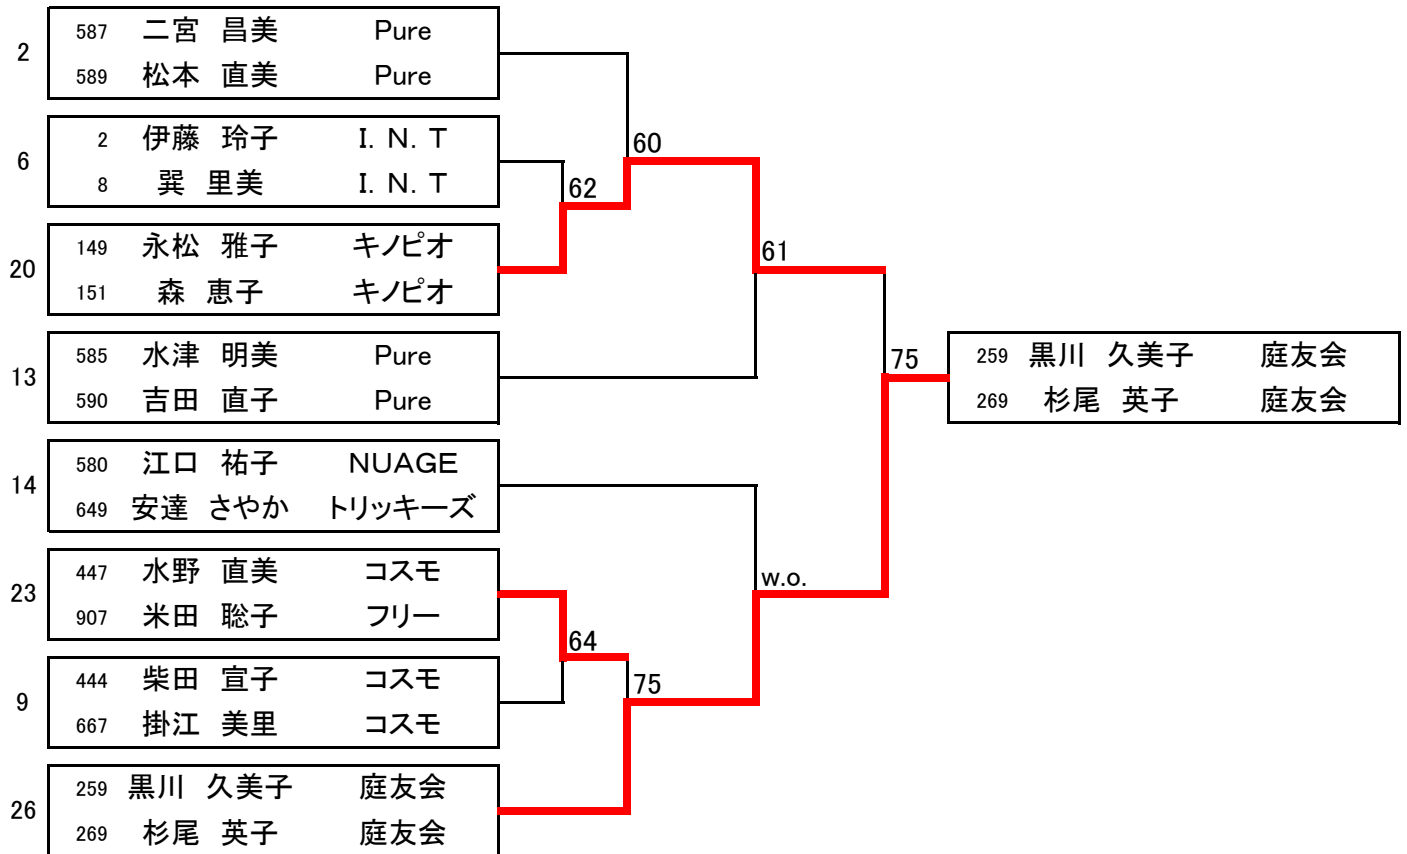 2
587 二宮 昌美 Pure
589 松本 直美 Pure
6
2 伊藤 玲子 I. N. T
8 巽 里美 I. N. T
20
149 永松 雅子 キノピオ
151 森 恵子 キノピオ
13
585 水津 明美 Pure
590 吉田 直子 Pure
14
580 江口 祐子 NUAGE
649 安達 さやか トリッキーズ
23
447 水野 直美 コスモ
907 米田 聡子 フリー
9
444 柴田 宣子 コスモ
667 掛江 美里 コスモ
26
259 黒川 久美子 庭友会
269 杉尾 英子 庭友会
62
60
61
64
75
w.o.
75
259 黒川 久美子 庭友会
269 杉尾 英子 庭友会